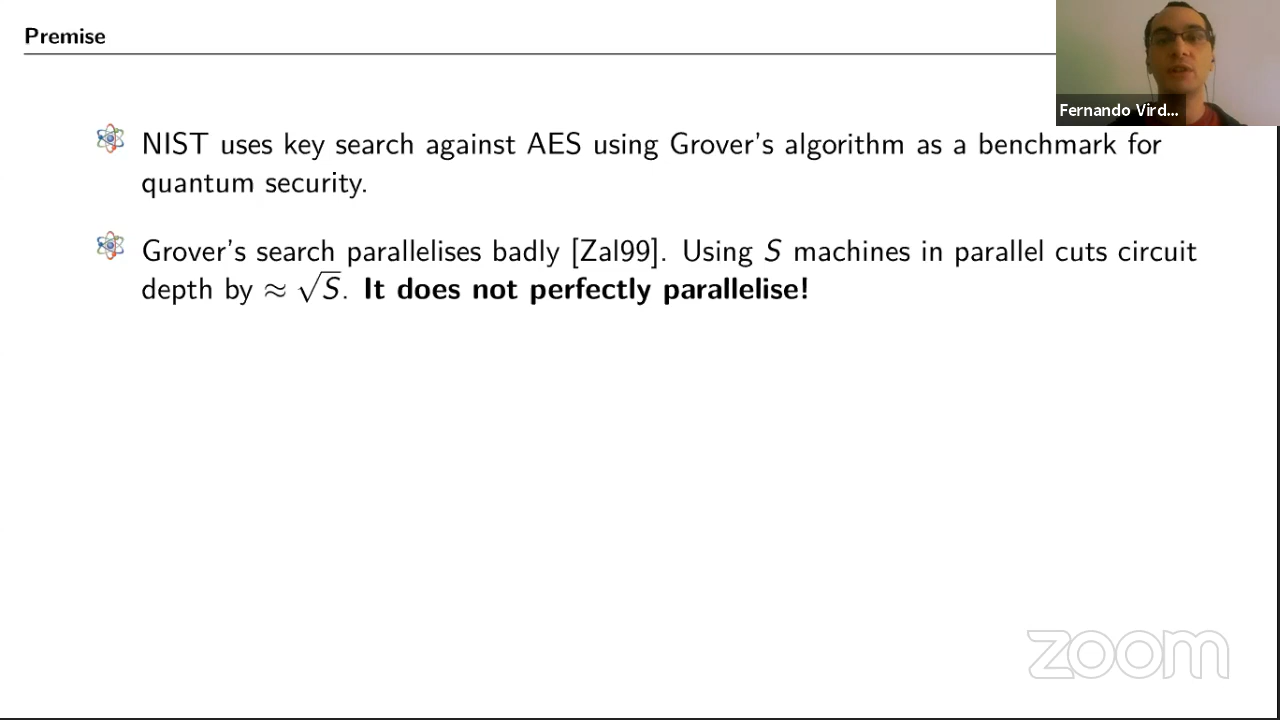 Premise
Fernando Vird...
NIST uses key search against AES using Grover's algorithm as a benchmark for
quantum security.
Grover's search parallelises badly [Zal99]. Using S machines in parallel cuts circuit
depth by ≈ √S. It does not perfectly parallelise!
zoom